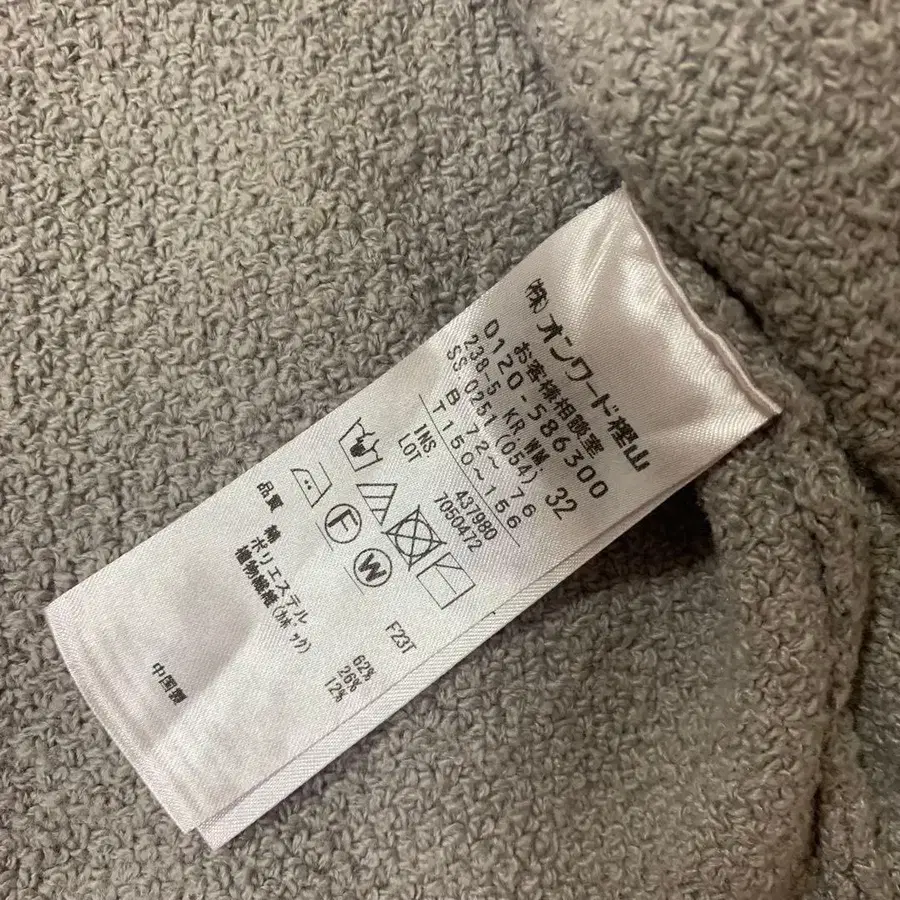 (株)オンワード樫山
お客様相談室
0120-586300
238-5 KR WM.
SS 0251 (054) 32
B 72~76
T 150~156
INS 437980
LOT 7050472
F W
F23T
品質 綿 62%
ポリエステル 26%
植物繊維(カポック) 12%
中国製